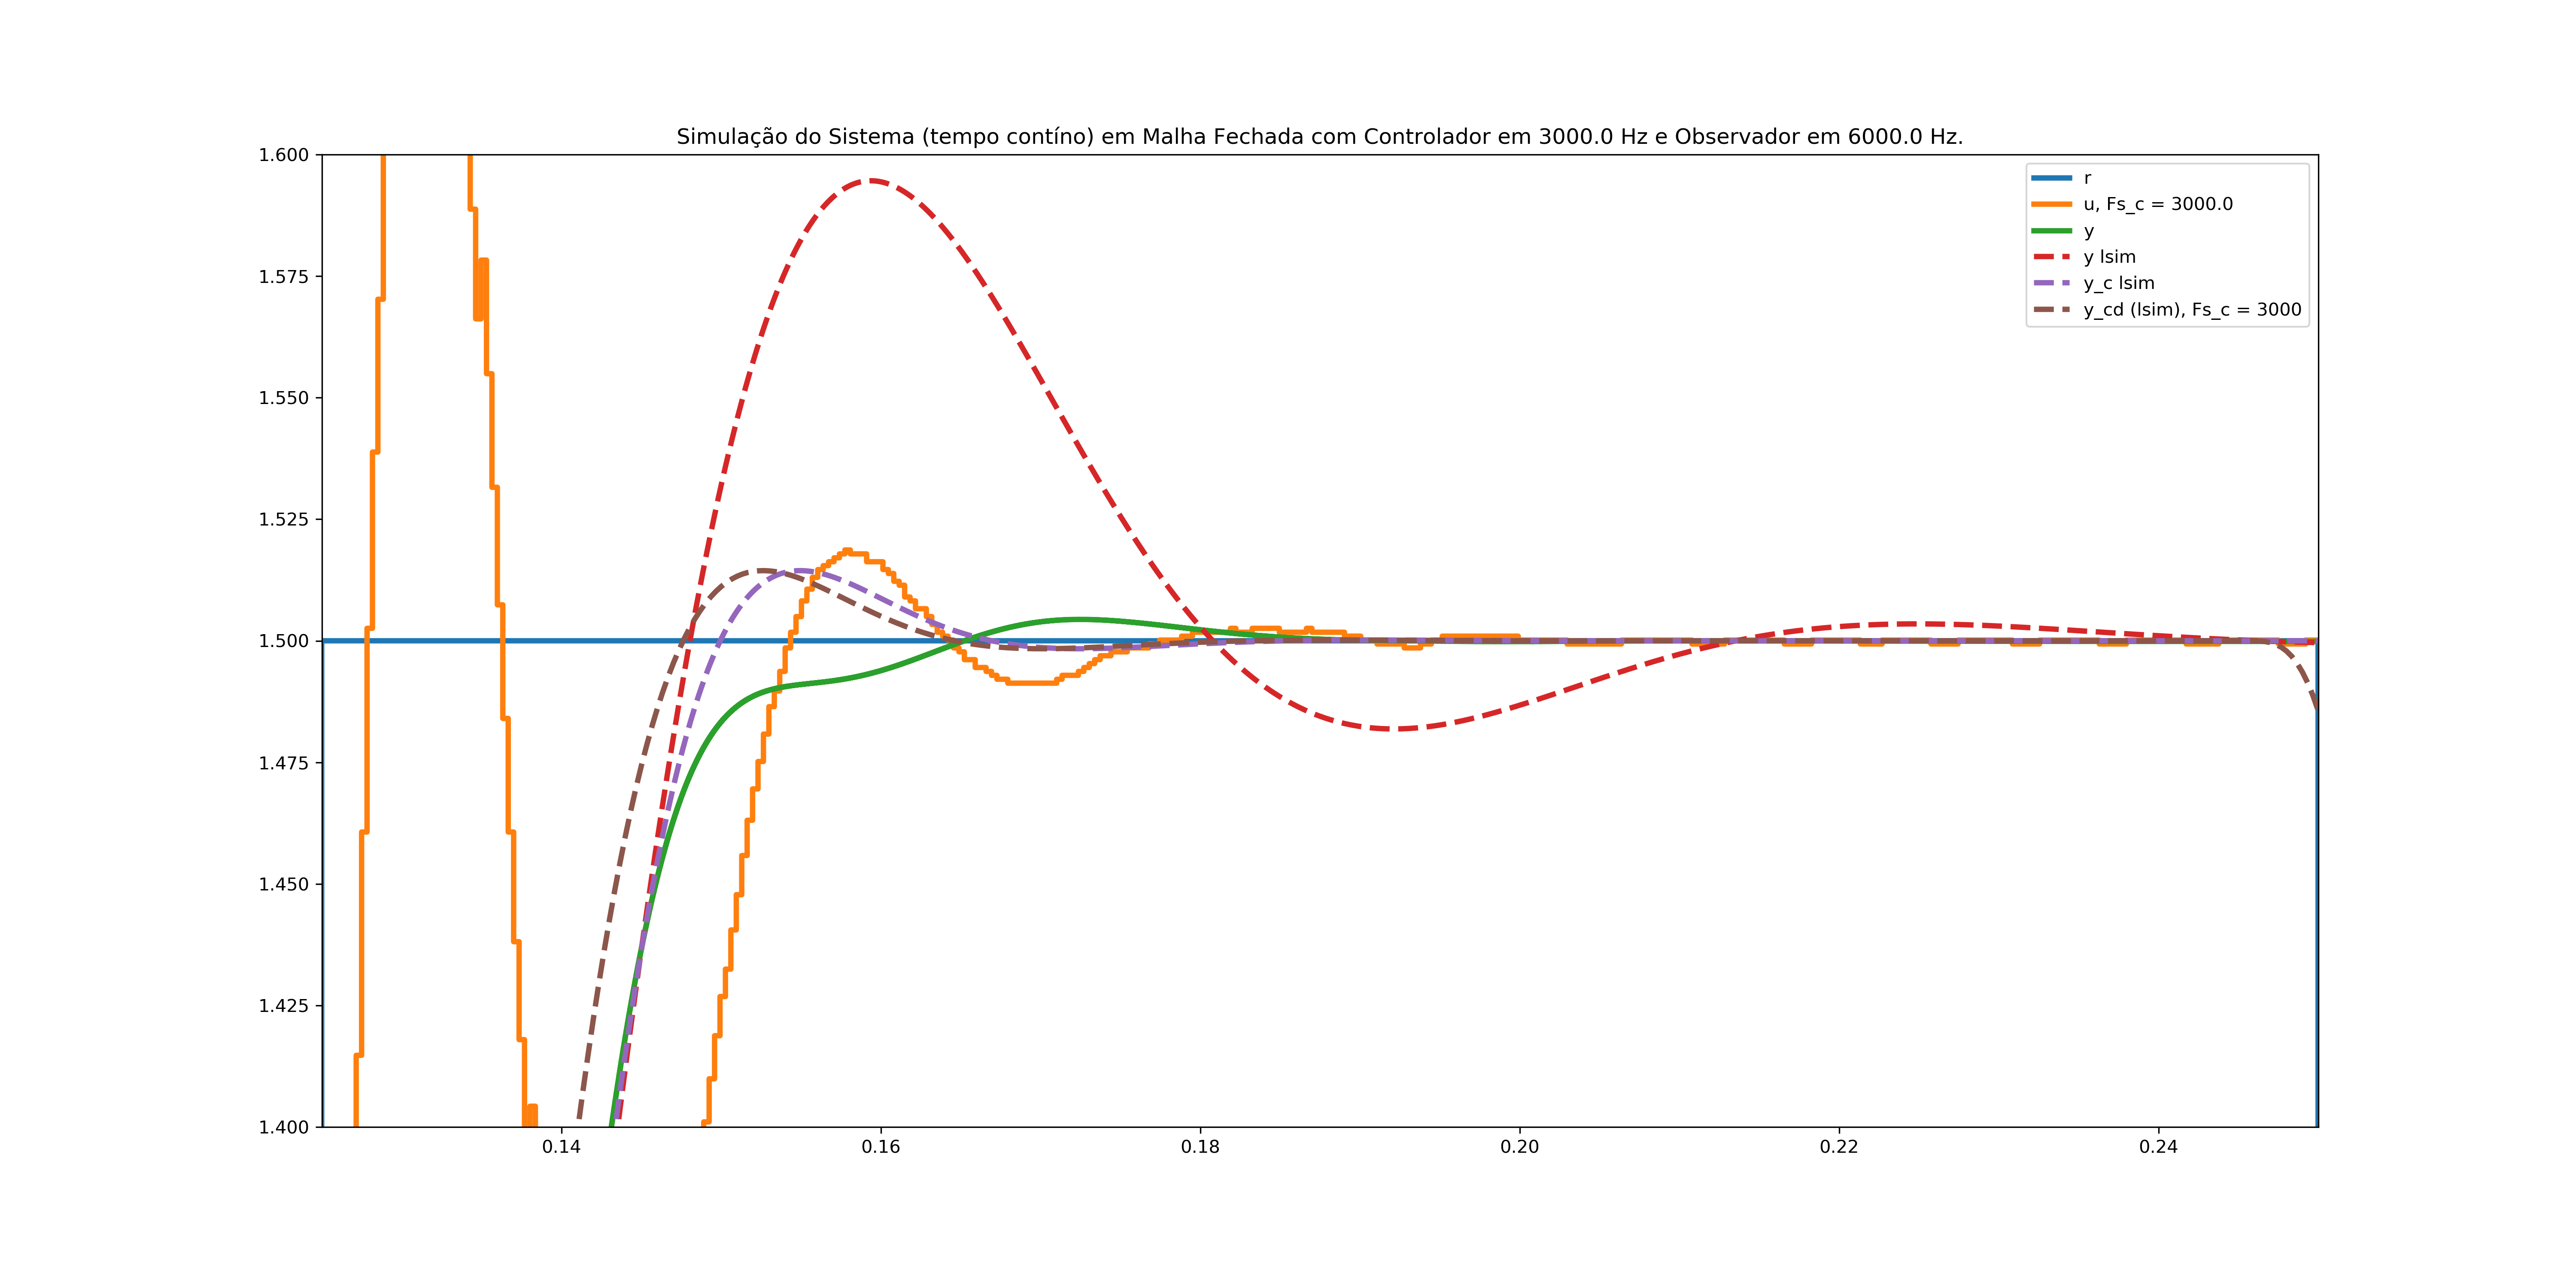 Simulação do Sistema (tempo contíno) em Malha Fechada com Controlador em 3000.0 Hz e Observador em 6000.0 Hz.
1.600
1.575
1.550
1.525
1.500
1.475
1.450
1.425
1.400
r
u, Fs_c = 3000.0
y
y lsim
y_c lsim
y_cd (lsim), Fs_c = 3000
0.14 0.16 0.18 0.20 0.22 0.24